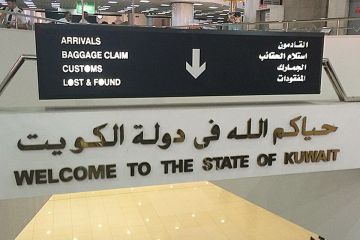 ARRIVALS
BAGGAGE CLAIM
CUSTOMS
LOST & FOUND
القادمون
استلام الحقائب
الجمارك
المفقودات
حياكم الله في دولة الكويت
WELCOME TO THE STATE OF KUWAIT